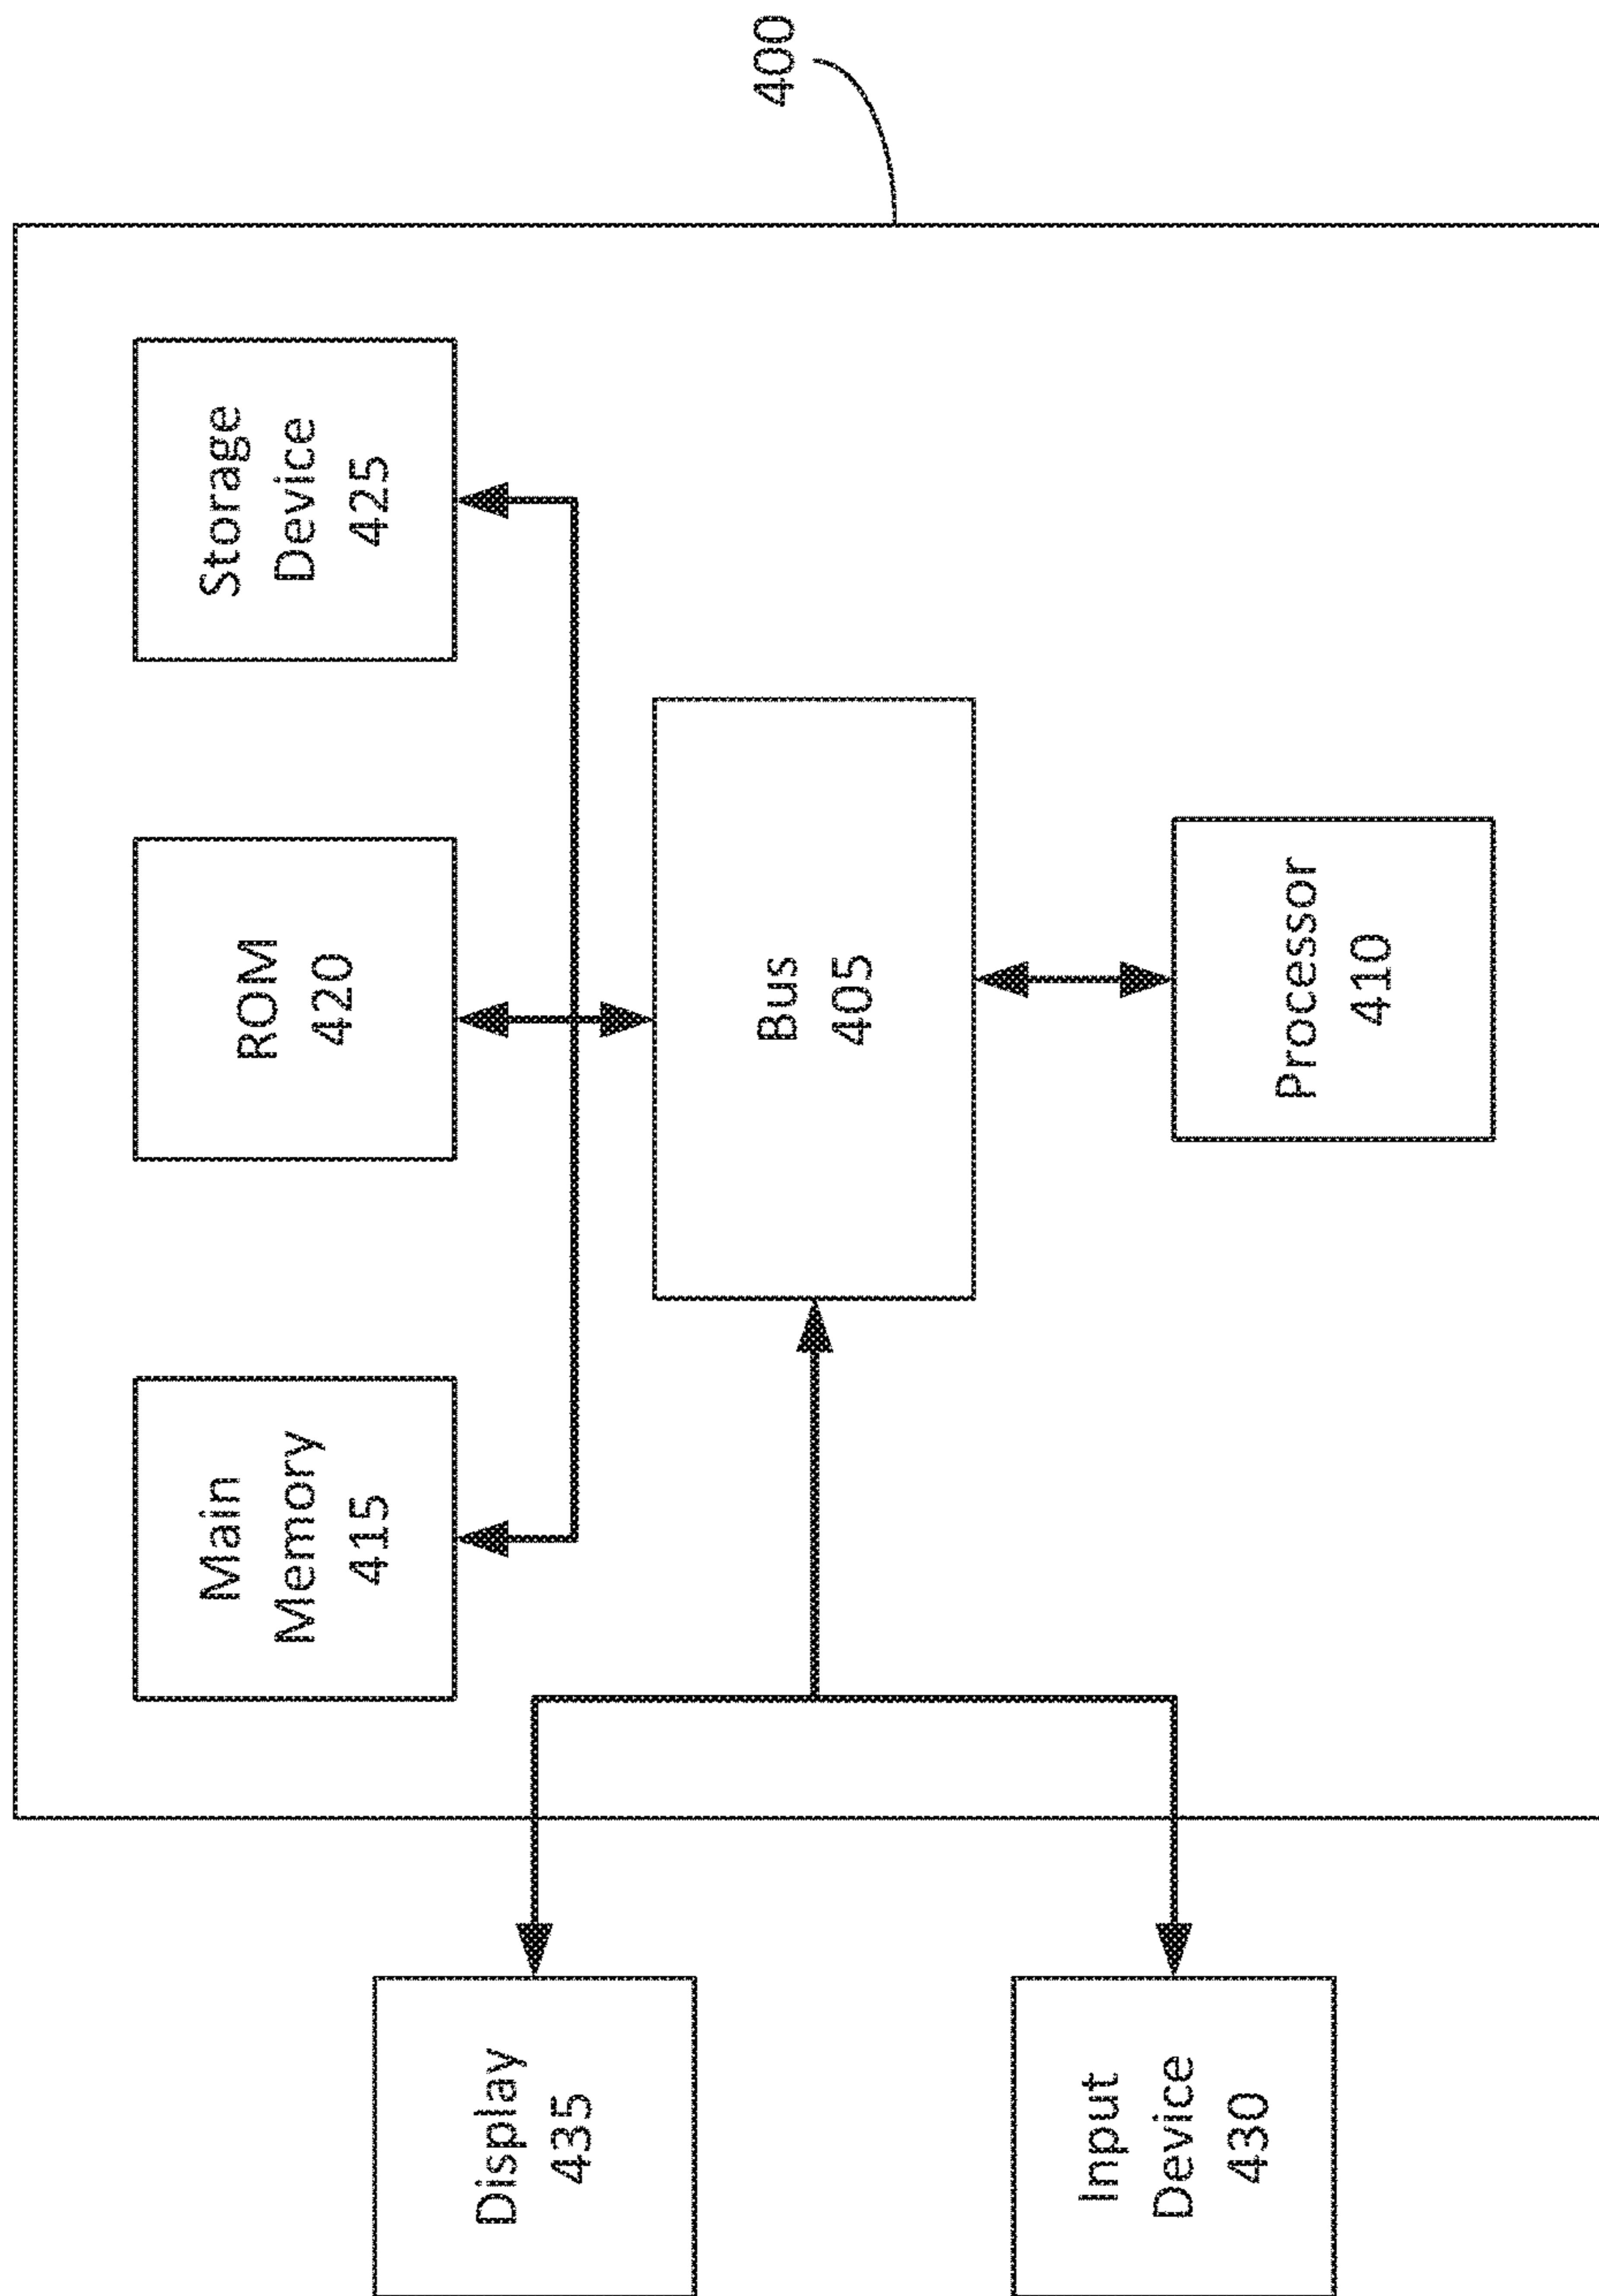 400
Main
Memory
415
ROM
420
Storage
Device
425
Display
435
Bus
405
Input
Device
430
Processor
410